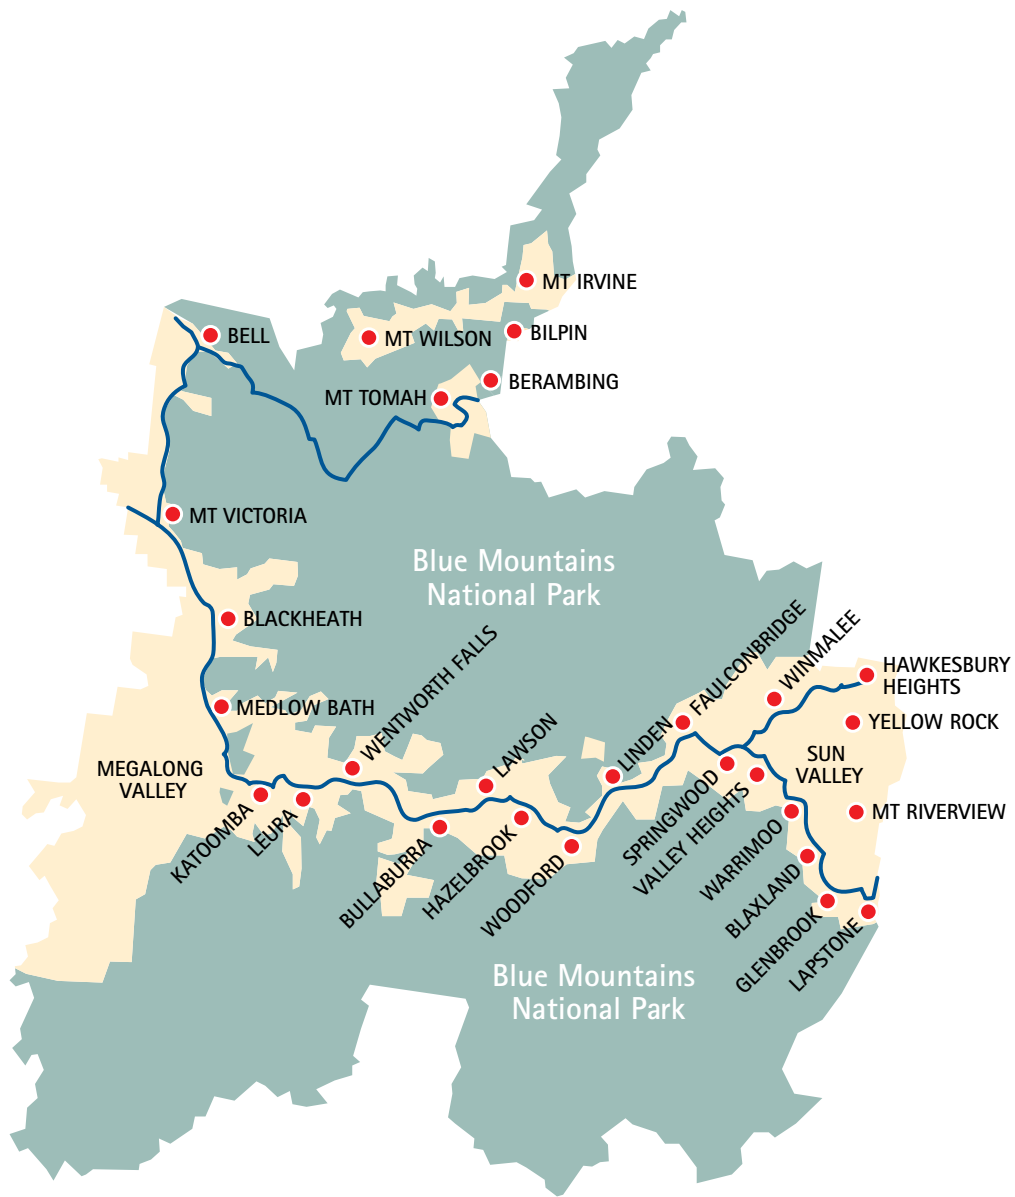 MT IRVINE
BELL
MT WILSON
BILPIN
BERAMBING
MT TOMAH
MT VICTORIA
Blue Mountains
National Park
BLACKHEATH
WENTWORTH FALLS
FAULCONBRIDGE
WINMALEE
HAWKESBURY
HEIGHTS
MEDLOW BATH
LAWSON
LINDEN
YELLOW ROCK
MEGALONG
VALLEY
SUN
VALLEY
KATOOMBA
LEURA
BULLABURRA
HAZELBROOK
WOODFORD
SPRINGWOOD
VALLEY HEIGHTS
MT RIVERVIEW
WARRIMOO
BLAXLAND
GLENBROOK
LAPSTONE
Blue Mountains
National Park